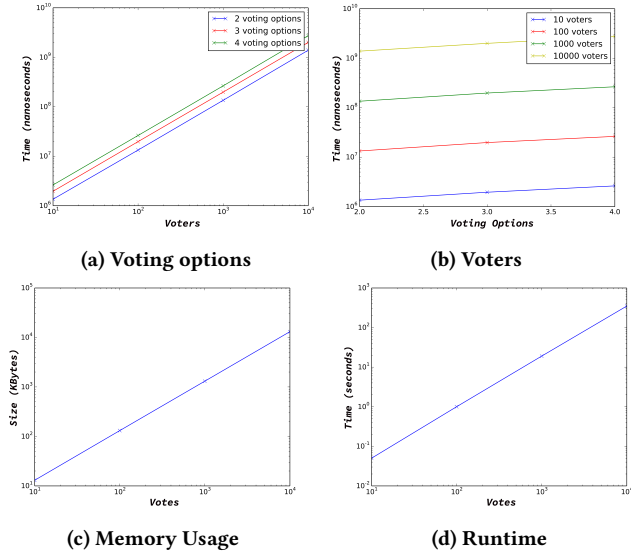 10^10
10^9
10^8
10^7
10^6
Time (nanoseconds)
2 voting options
3 voting options
4 voting options
10^1
10^2
10^3
10^4
Voters
(a) Voting options
10^10
10^9
10^8
10^7
10^6
Time (nanoseconds)
10 voters
100 voters
1000 voters
10000 voters
2.0
2.5
3.0
3.5
4.0
Voting Options
(b) Voters
10^5
10^4
10^3
10^2
10^1
Size (KBytes)
10^1
10^2
10^3
10^4
Votes
(c) Memory Usage
10^3
10^2
10^1
10^0
10^-1
10^-2
Time (seconds)
10^1
10^2
10^3
10^4
Votes
(d) Runtime